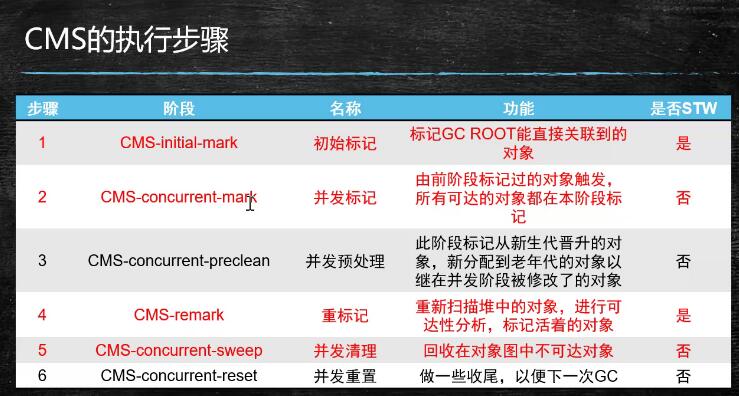 CMS的执行步骤
步骤 阶段 名称 功能 是否STW
1 CMS-initial-mark 初始标记 标记GC ROOT能直接关联到的
对象 是
2 CMS-concurrent-mark 并发标记 由前阶段标记过的对象触发，
所有可达的对象都在本阶段标
记 否
3 CMS-concurrent-preclean 并发预处理 此阶段标记从新生代晋升的对
象，新分配到老年代的对象以
继在并发阶段被修改了的对象 否
4 CMS-remark 重标记 重新扫描堆中的对象，进行可
达性分析，标记活着的对象 是
5 CMS-concurrent-sweep 并发清理 回收在对象图中不可达对象 否
6 CMS-concurrent-reset 并发重置 做一些收尾，以便下一次GC 否